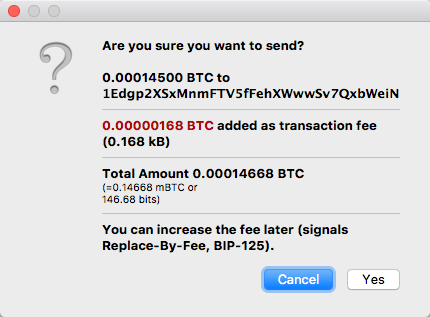 Are you sure you want to send?
0.00014500 BTC to
1Edgp2XSxMnmFTV5fFehXWwwSv7QxbWeiN
0.00000168 BTC added as transaction fee
(0.168 kB)
Total Amount 0.00014668 BTC
(=0.14668 mBTC or
146.68 bits)
You can increase the fee later (signals
Replace-By-Fee, BIP-125).
Cancel
Yes